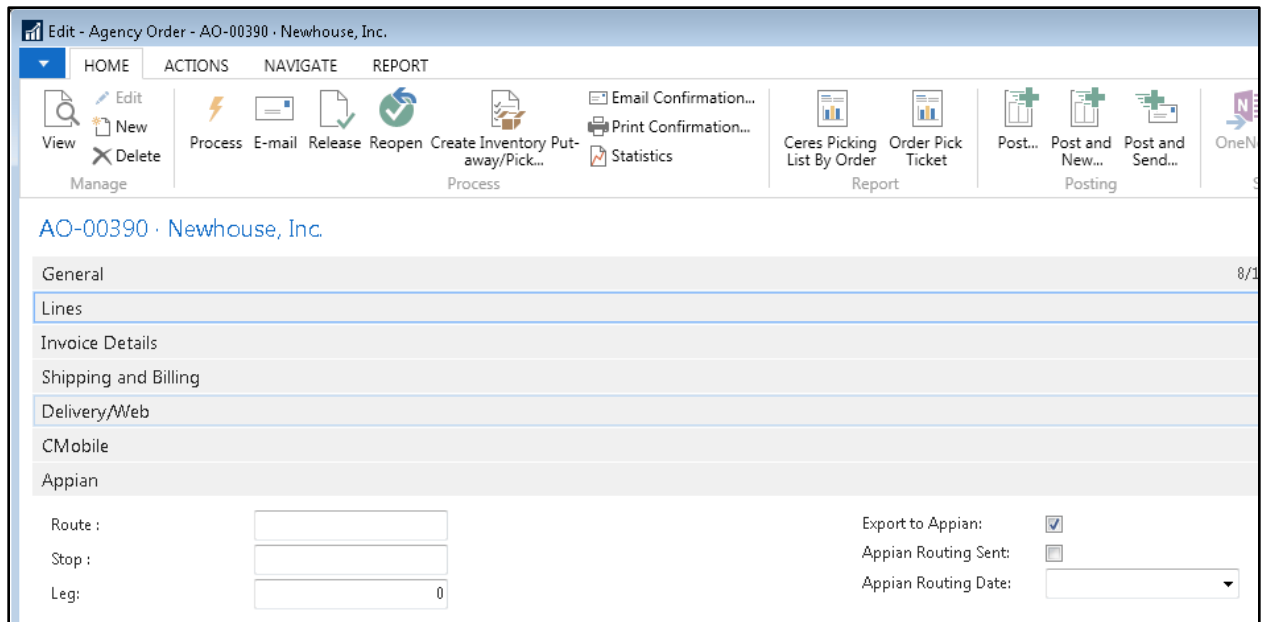 Edit - Agency Order - AO-00390 · Newhouse, Inc.
HOME ACTIONS NAVIGATE REPORT
View
Edit
New
Delete
Manage
Process
E-mail
Release
Reopen
Create Inventory Put-
away/Pick...
Email Confirmation...
Print Confirmation...
Statistics
Process
Ceres Picking
List By Order
Order Pick
Ticket
Report
Post...
Post and
New...
Post and
Send...
Posting
AO-00390 · Newhouse, Inc.
General
Lines
Invoice Details
Shipping and Billing
Delivery/Web
CMobile
Appian
Route :
Stop :
Leg: 0
Export to Appian:
Appian Routing Sent:
Appian Routing Date: